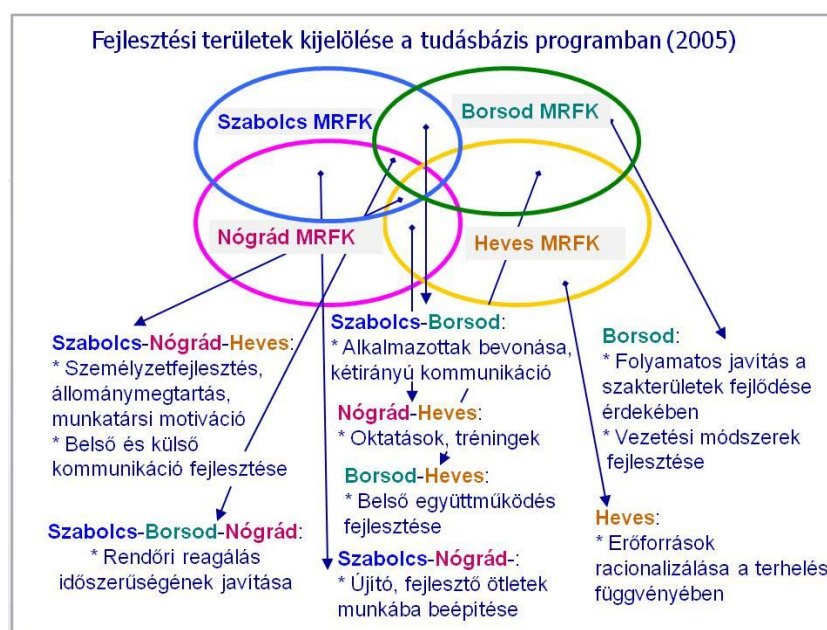 Fejlesztési területek kijelölése a tudásbázis programban (2005)
Szabolcs MRFK
Borsod MRFK
Nógrád MRFK
Heves MRFK
Szabolcs-Nógrád-Heves:
* Személyzetfejlesztés,
állománymegtartás,
munkatársi motiváció
* Belső és külső
kommunikáció fejlesztése
Szabolcs-Borsod-Nógrád:
* Rendőri reagálás
időszerűségének javítása
Szabolcs-Borsod:
* Alkalmazottak bevonása,
kétirányú kommunikáció
Nógrád-Heves:
* Oktatások, tréningek
Borsod-Heves:
* Belső együttműködés
fejlesztése
Szabolcs-Nógrád-:
* Újító, fejlesztő ötletek
munkába beépítése
Borsod:
* Folyamatos javítás a
szakterületek fejlődése
érdekében
* Vezetési módszerek
fejlesztése
Heves:
* Erőforrások
racionalizálása a terhelés
függvényében